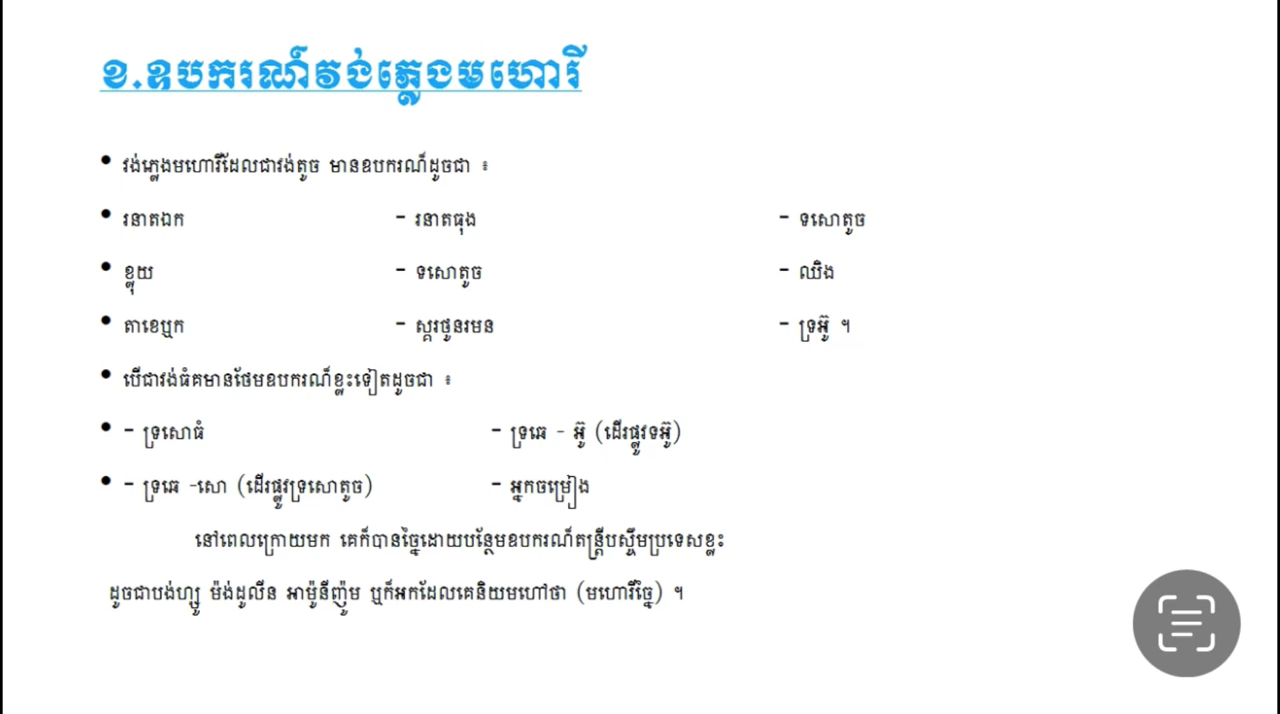 ខ.ឧបករណ៍វង់ភ្លេងមហោរី
• វង់ភ្លេងមហោរីដែលជាវង់តូច មានឧបករណ៍ដូចជា ៖
• រនាតឯក - រនាតធុង - ទសោតូច
• ខ្លុយ - ទសោតូច - ឈិង
• តាខេឬក - ស្គរថូនរមន - ទ្រអ៊ូ ។
• បើជាវង់ធំគមានថែមឧបករណ៍ខ្លះទៀតដូចជា ៖
• - ទ្រសោធំ - ទ្រឆេ - អ៊ូ (ដើរផ្លូវទអ៊ូ)
• - ទ្រឆេ -សោ (ដើរផ្លូវទ្រសោតូច) - អ្នកចម្រៀង
នៅពេលក្រោយមក គេក៏បានច្នៃដោយបន្ថែមឧបករណ៍តន្ត្រីបស្ចឹមប្រទេសខ្លះ
ដូចជាបង់ហ្សូ ម៉ង់ដូលីន អាម៉ូនីញ៉ូម ឬក៏អកដែលគេនិយមហៅថា (មហោរីច្នៃ) ។